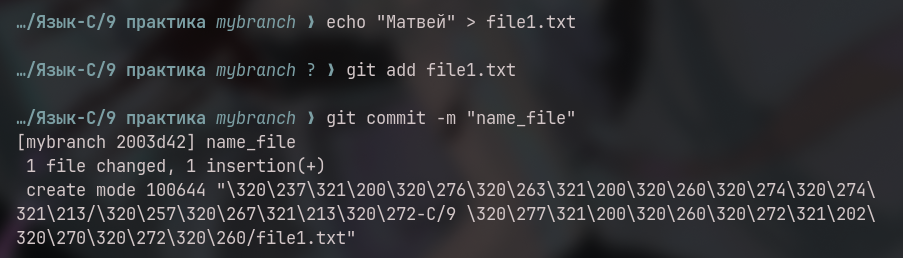 …/Язык-С/9 практика mybranch ❯ echo "Матвей" > file1.txt
…/Язык-С/9 практика mybranch ? ❯ git add file1.txt
…/Язык-С/9 практика mybranch ❯ git commit -m "name_file"
[mybranch 2003d42] name_file
 1 file changed, 1 insertion(+)
 create mode 100644 "\320\237\321\200\320\276\320\263\321\200\320\260\320\274\320\274\
321\213/\320\257\320\267\321\213\320\272-C/9 \320\277\321\200\320\260\320\272\321\202\
320\270\320\272\320\260/file1.txt"